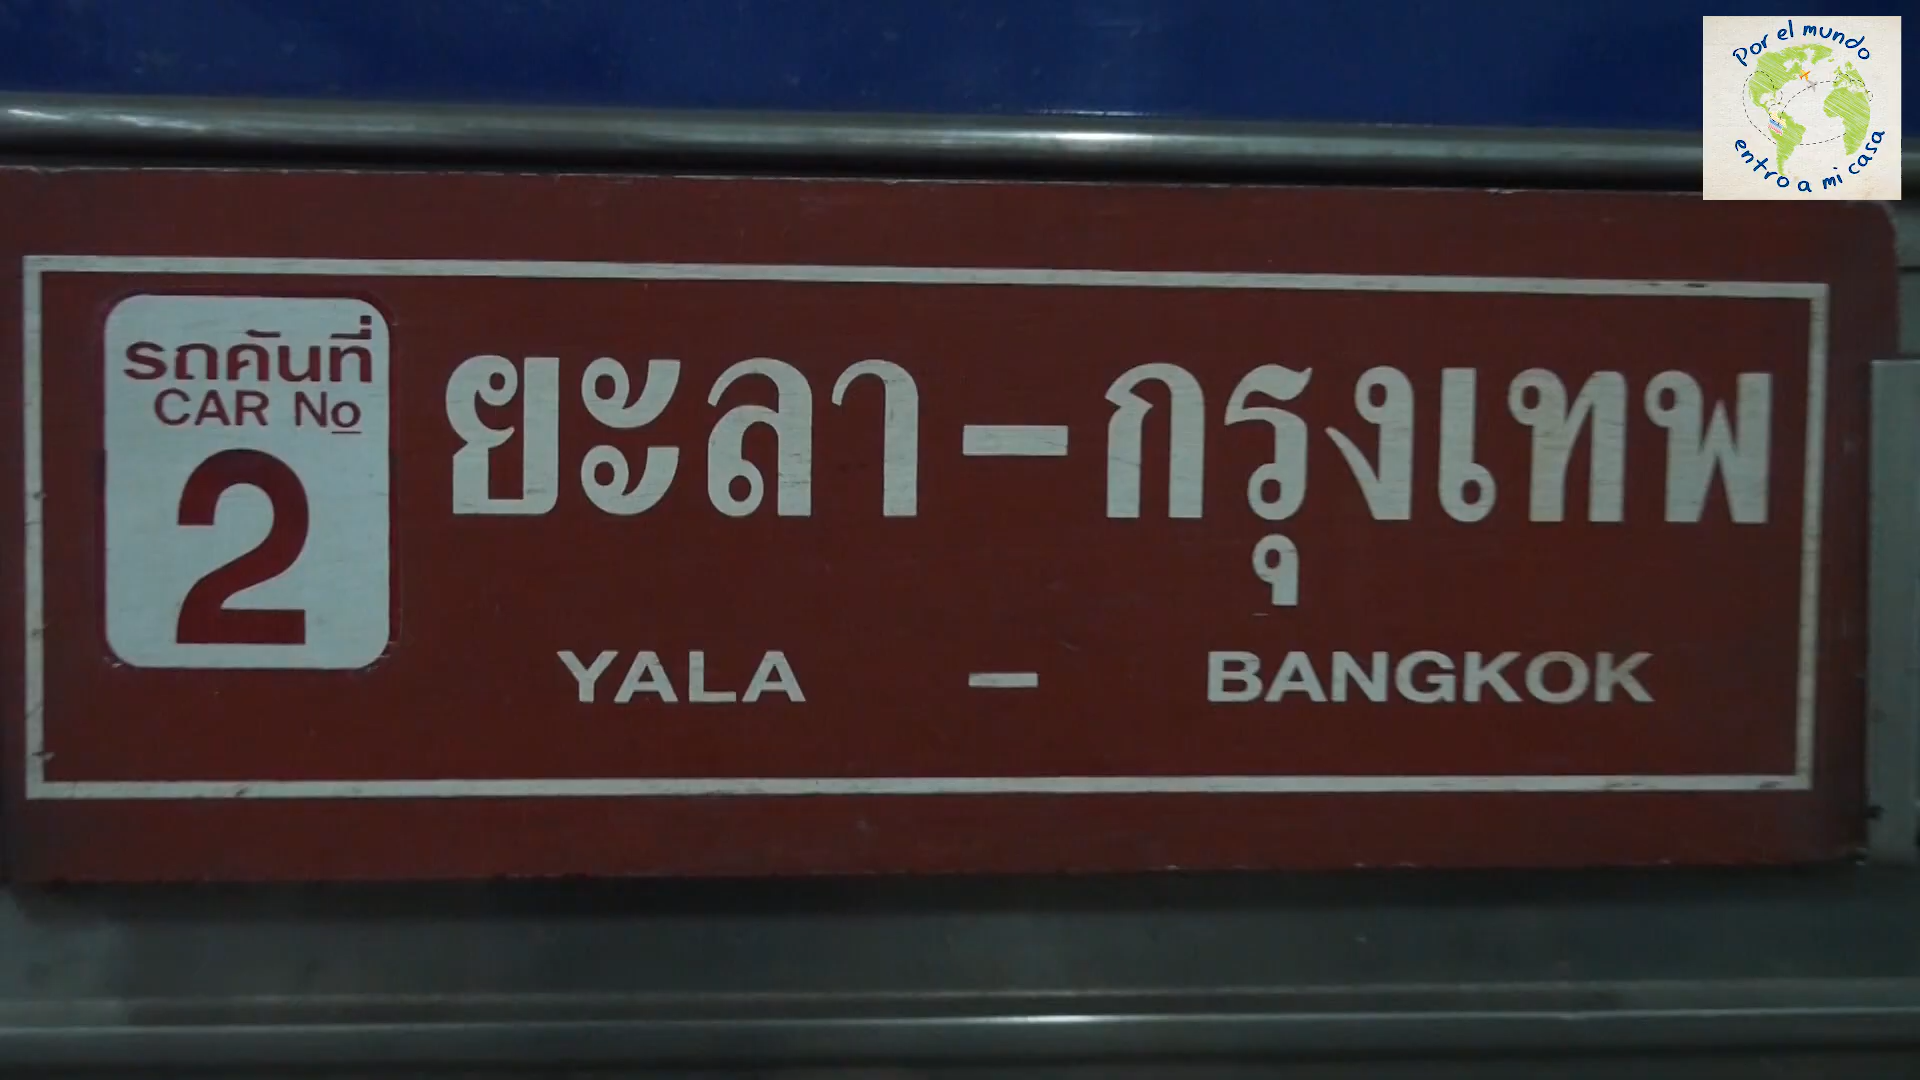 por el mundo
entro a mi casa
รถคันที่
CAR No
2
ยะลา - กรุงเทพ
YALA - BANGKOK